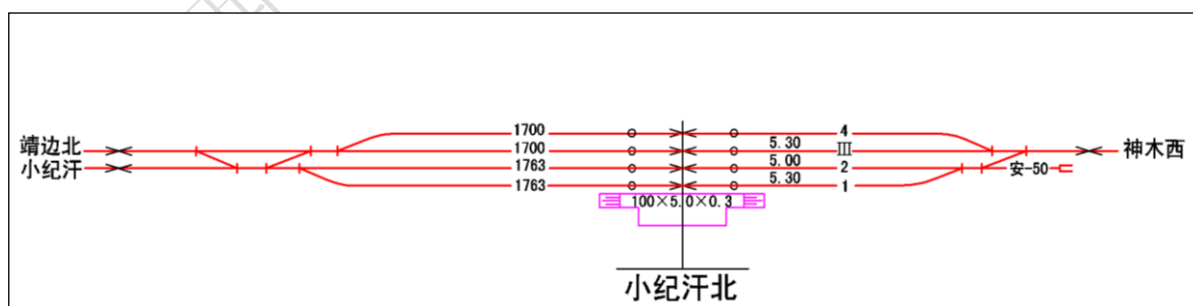 1700 4
靖边北 1700 5.30 Ⅲ 神木西
小纪汗 1763 5.00 2 安-50
1763 5.30 1
100×5.0×0.3
小纪汗北